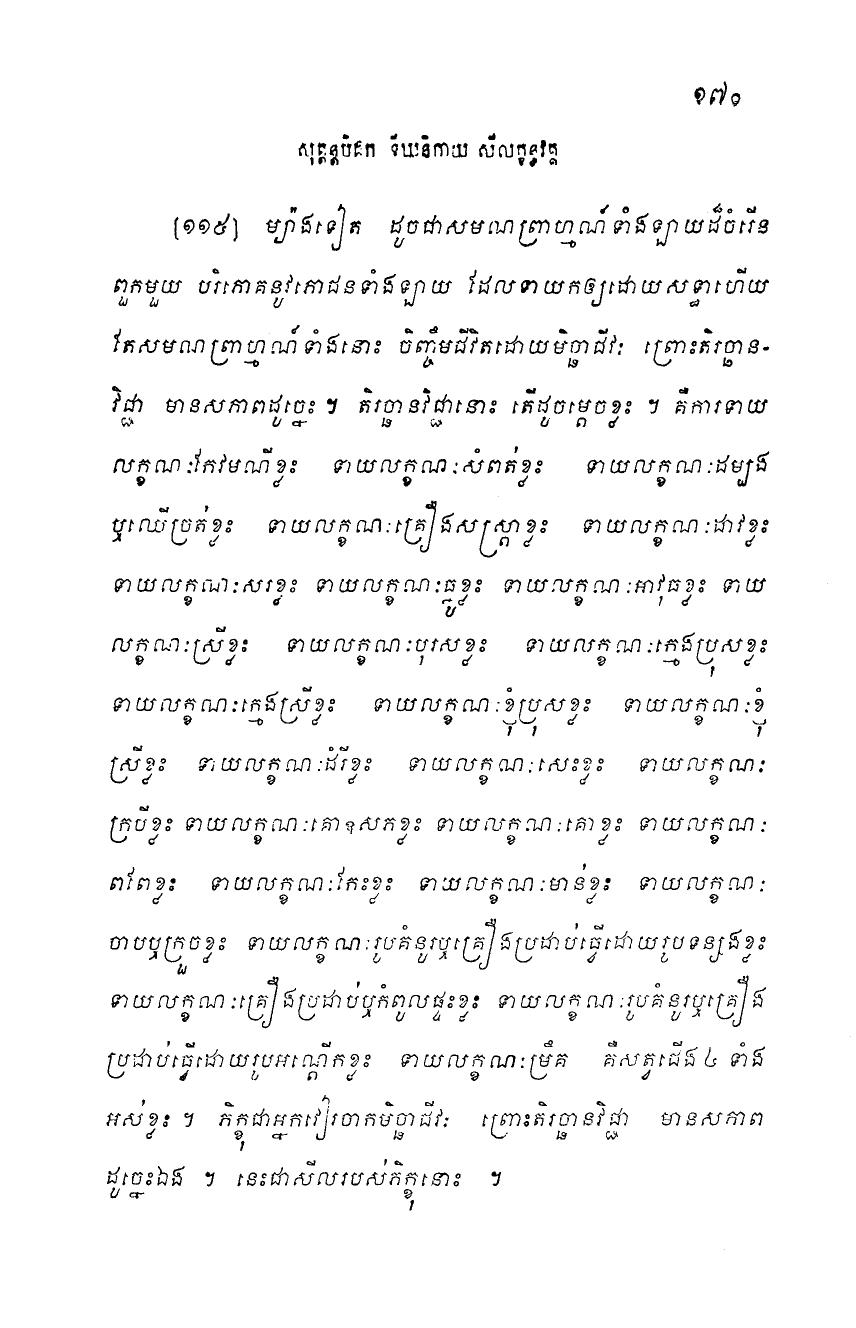 ១៧០
សុត្តន្តបិដក ទីឃនិកាយ សីលក្ខន្ធវគ្គ
[១១៥] ម្យ៉ាងទៀត ដូចជាសមណព្រាហ្មណ៍ទាំងឡាយដ៏ចំរើន
ពួកមួយ បរិភោគនូវភោជនទាំងឡាយ ដែលទាយកឲ្យដោយសទ្ធាហើយ
តែសមណព្រាហ្មណ៍ទាំងនោះ ចិញ្ចឹមជីវិតដោយមិច្ឆាជីវៈ ព្រោះតិរច្ឆាន-
វិជ្ជា មានសភាពដូច្នេះ ។ តិរច្ឆានវិជ្ជានោះ តើដូចម្តេចខ្លះ ។ គឺការទាយ
លក្ខណៈកែវមណីខ្លះ ទាយលក្ខណៈសំពត់ខ្លះ ទាយលក្ខណៈដម្បង
ឬឈើច្រត់ខ្លះ ទាយលក្ខណៈគ្រឿងសស្ត្រាខ្លះ ទាយលក្ខណៈដាវខ្លះ
ទាយលក្ខណៈសរខ្លះ ទាយលក្ខណៈធ្នូខ្លះ ទាយលក្ខណៈអាវុធខ្លះ ទាយ
លក្ខណៈស្រីខ្លះ ទាយលក្ខណៈបុរសខ្លះ ទាយលក្ខណៈក្មេងប្រុសខ្លះ
ទាយលក្ខណៈក្មេងស្រីខ្លះ ទាយលក្ខណៈខ្ញុំប្រុសខ្លះ ទាយលក្ខណៈខ្ញុំ
ស្រីខ្លះ ទាយលក្ខណៈដំរីខ្លះ ទាយលក្ខណៈសេះខ្លះ ទាយលក្ខណៈ
ក្របីខ្លះ ទាយលក្ខណៈគោឧសភខ្លះ ទាយលក្ខណៈគោខ្លះ ទាយលក្ខណៈ
ពពែខ្លះ ទាយលក្ខណៈកែះខ្លះ ទាយលក្ខណៈមាន់ខ្លះ ទាយលក្ខណៈ
ចាបឬក្រួចខ្លះ ទាយលក្ខណៈរូបគំនូរឬគ្រឿងប្រដាប់ធ្វើដោយរូបទន្សងខ្លះ
ទាយលក្ខណៈគ្រឿងប្រដាប់ឬកំពូលផ្ទះខ្លះ ទាយលក្ខណៈរូបគំនូរឬគ្រឿង
ប្រដាប់ធ្វើដោយរូបអណ្តើកខ្លះ ទាយលក្ខណៈម្រឹគ គឺសត្វជើង ៤ ទាំង
អស់ខ្លះ ។ ភិក្ខុជាអ្នកវៀរចាកមិច្ឆាជីវៈ ព្រោះតិរច្ឆានវិជ្ជា មានសភាព
ដូច្នេះឯង ។ នេះជាសីលរបស់ភិក្ខុនោះ ។